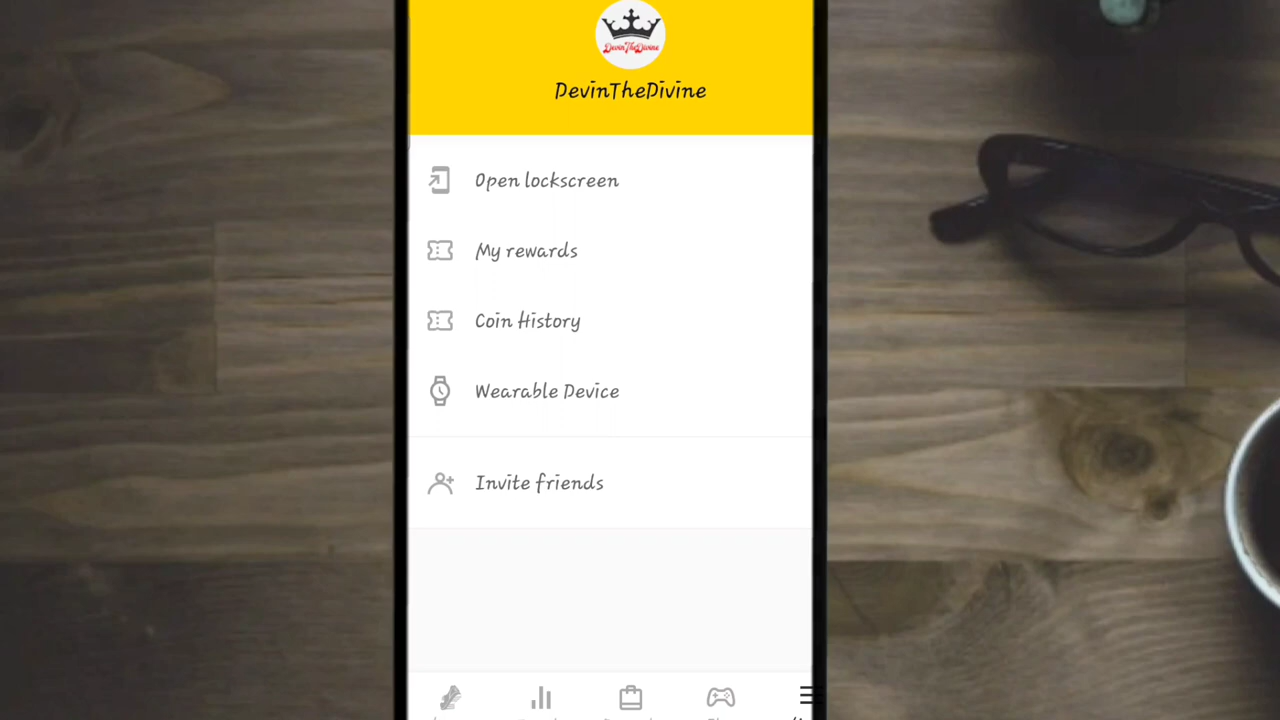 DevinTheDivine
DevinTheDivine
Open lockscreen
My rewards
Coin History
Wearable Device
Invite friends